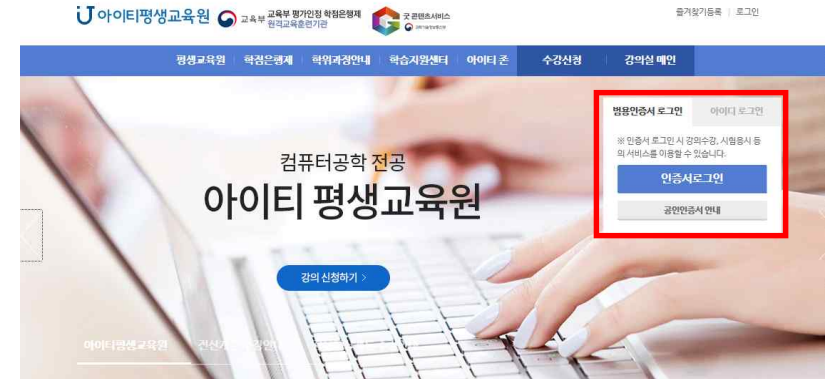 아이티평생교육원
교육부
교육부 평가인정 학점은행제
원격교육훈련기관
굿 콘텐츠서비스
즐겨찾기등록 | 로그인
평생교육원 학점은행제 학위과정안내 학습지원센터 아이티 존 수강신청 강의실 메인
범용인증서 로그인 아이디 로그인
※ 인증서 로그인 시 강의수강, 시험응시 등
의 서비스를 이용할 수 있습니다.
인증서로그인
공인인증서 안내
컴퓨터공학 전공
아이티 평생교육원
강의 신청하기 >
아이티평생교육원